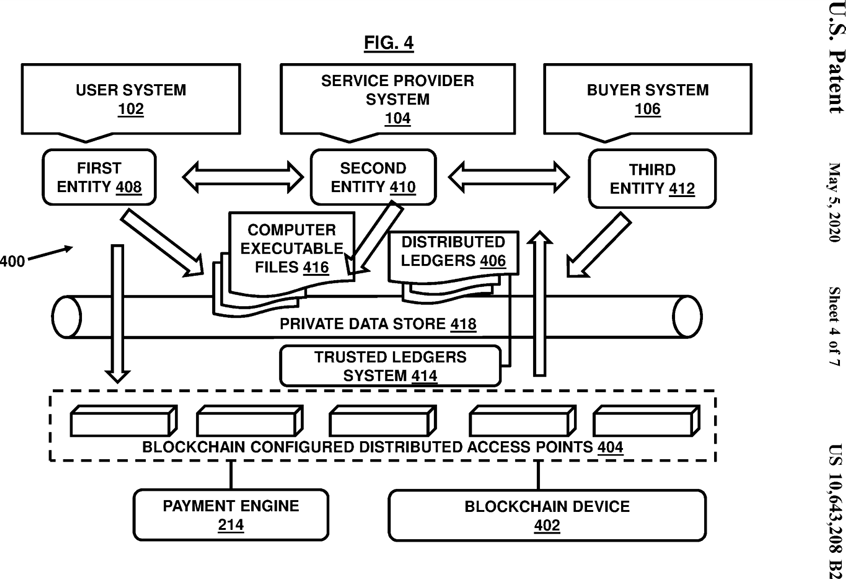 U.S. Patent
May 5, 2020
Sheet 4 of 7
US 10,643,208 B2
FIG. 4
USER SYSTEM
102
SERVICE PROVIDER
SYSTEM
104
BUYER SYSTEM
106
FIRST
ENTITY 408
SECOND
ENTITY 410
THIRD
ENTITY 412
COMPUTER
EXECUTABLE
FILES 416
DISTRIBUTED
LEDGERS 406
400
PRIVATE DATA STORE 418
TRUSTED LEDGERS
SYSTEM 414
BLOCKCHAIN CONFIGURED DISTRIBUTED ACCESS POINTS 404
PAYMENT ENGINE
214
BLOCKCHAIN DEVICE
402